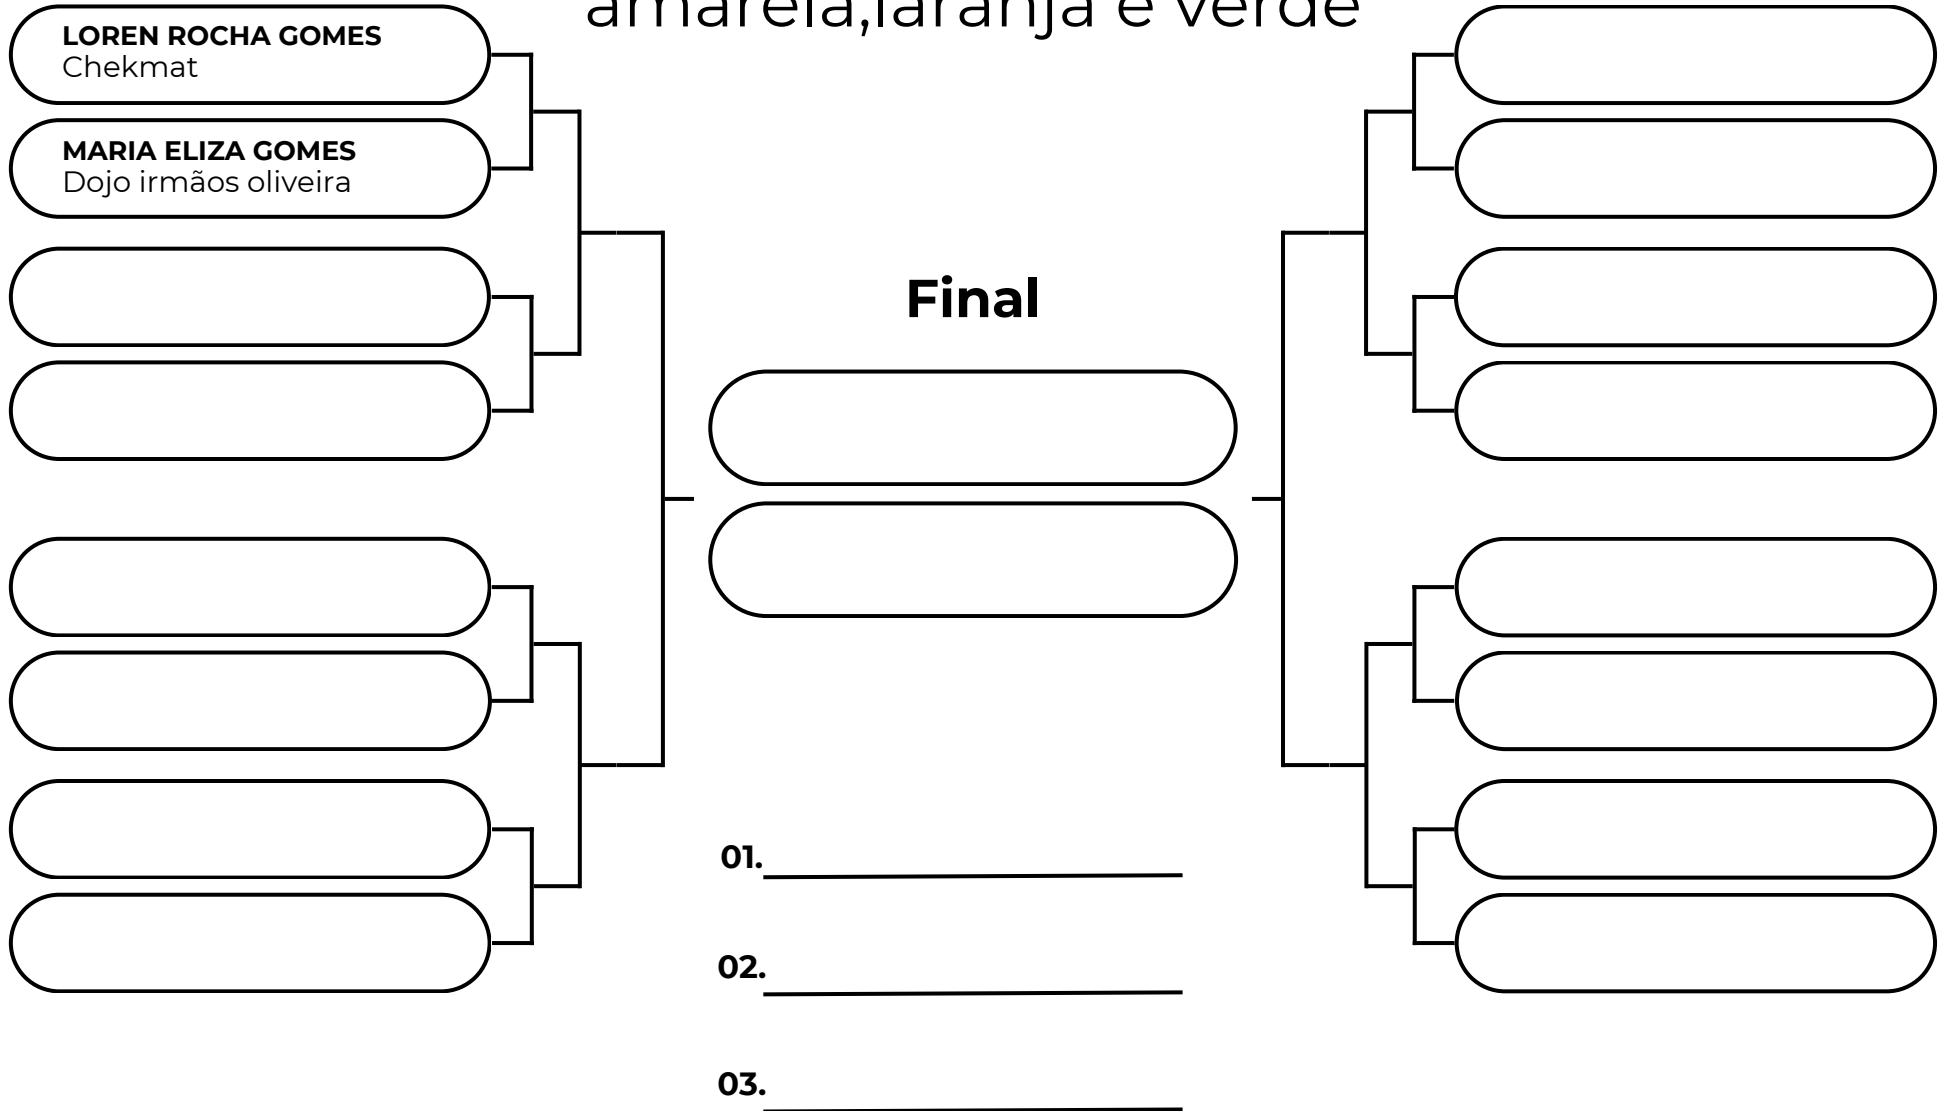 amarela,laranja e verde
LOREN ROCHA GOMES
Chekmat
MARIA ELIZA GOMES
Dojo irmãos oliveira
Final
01.
02.
03.